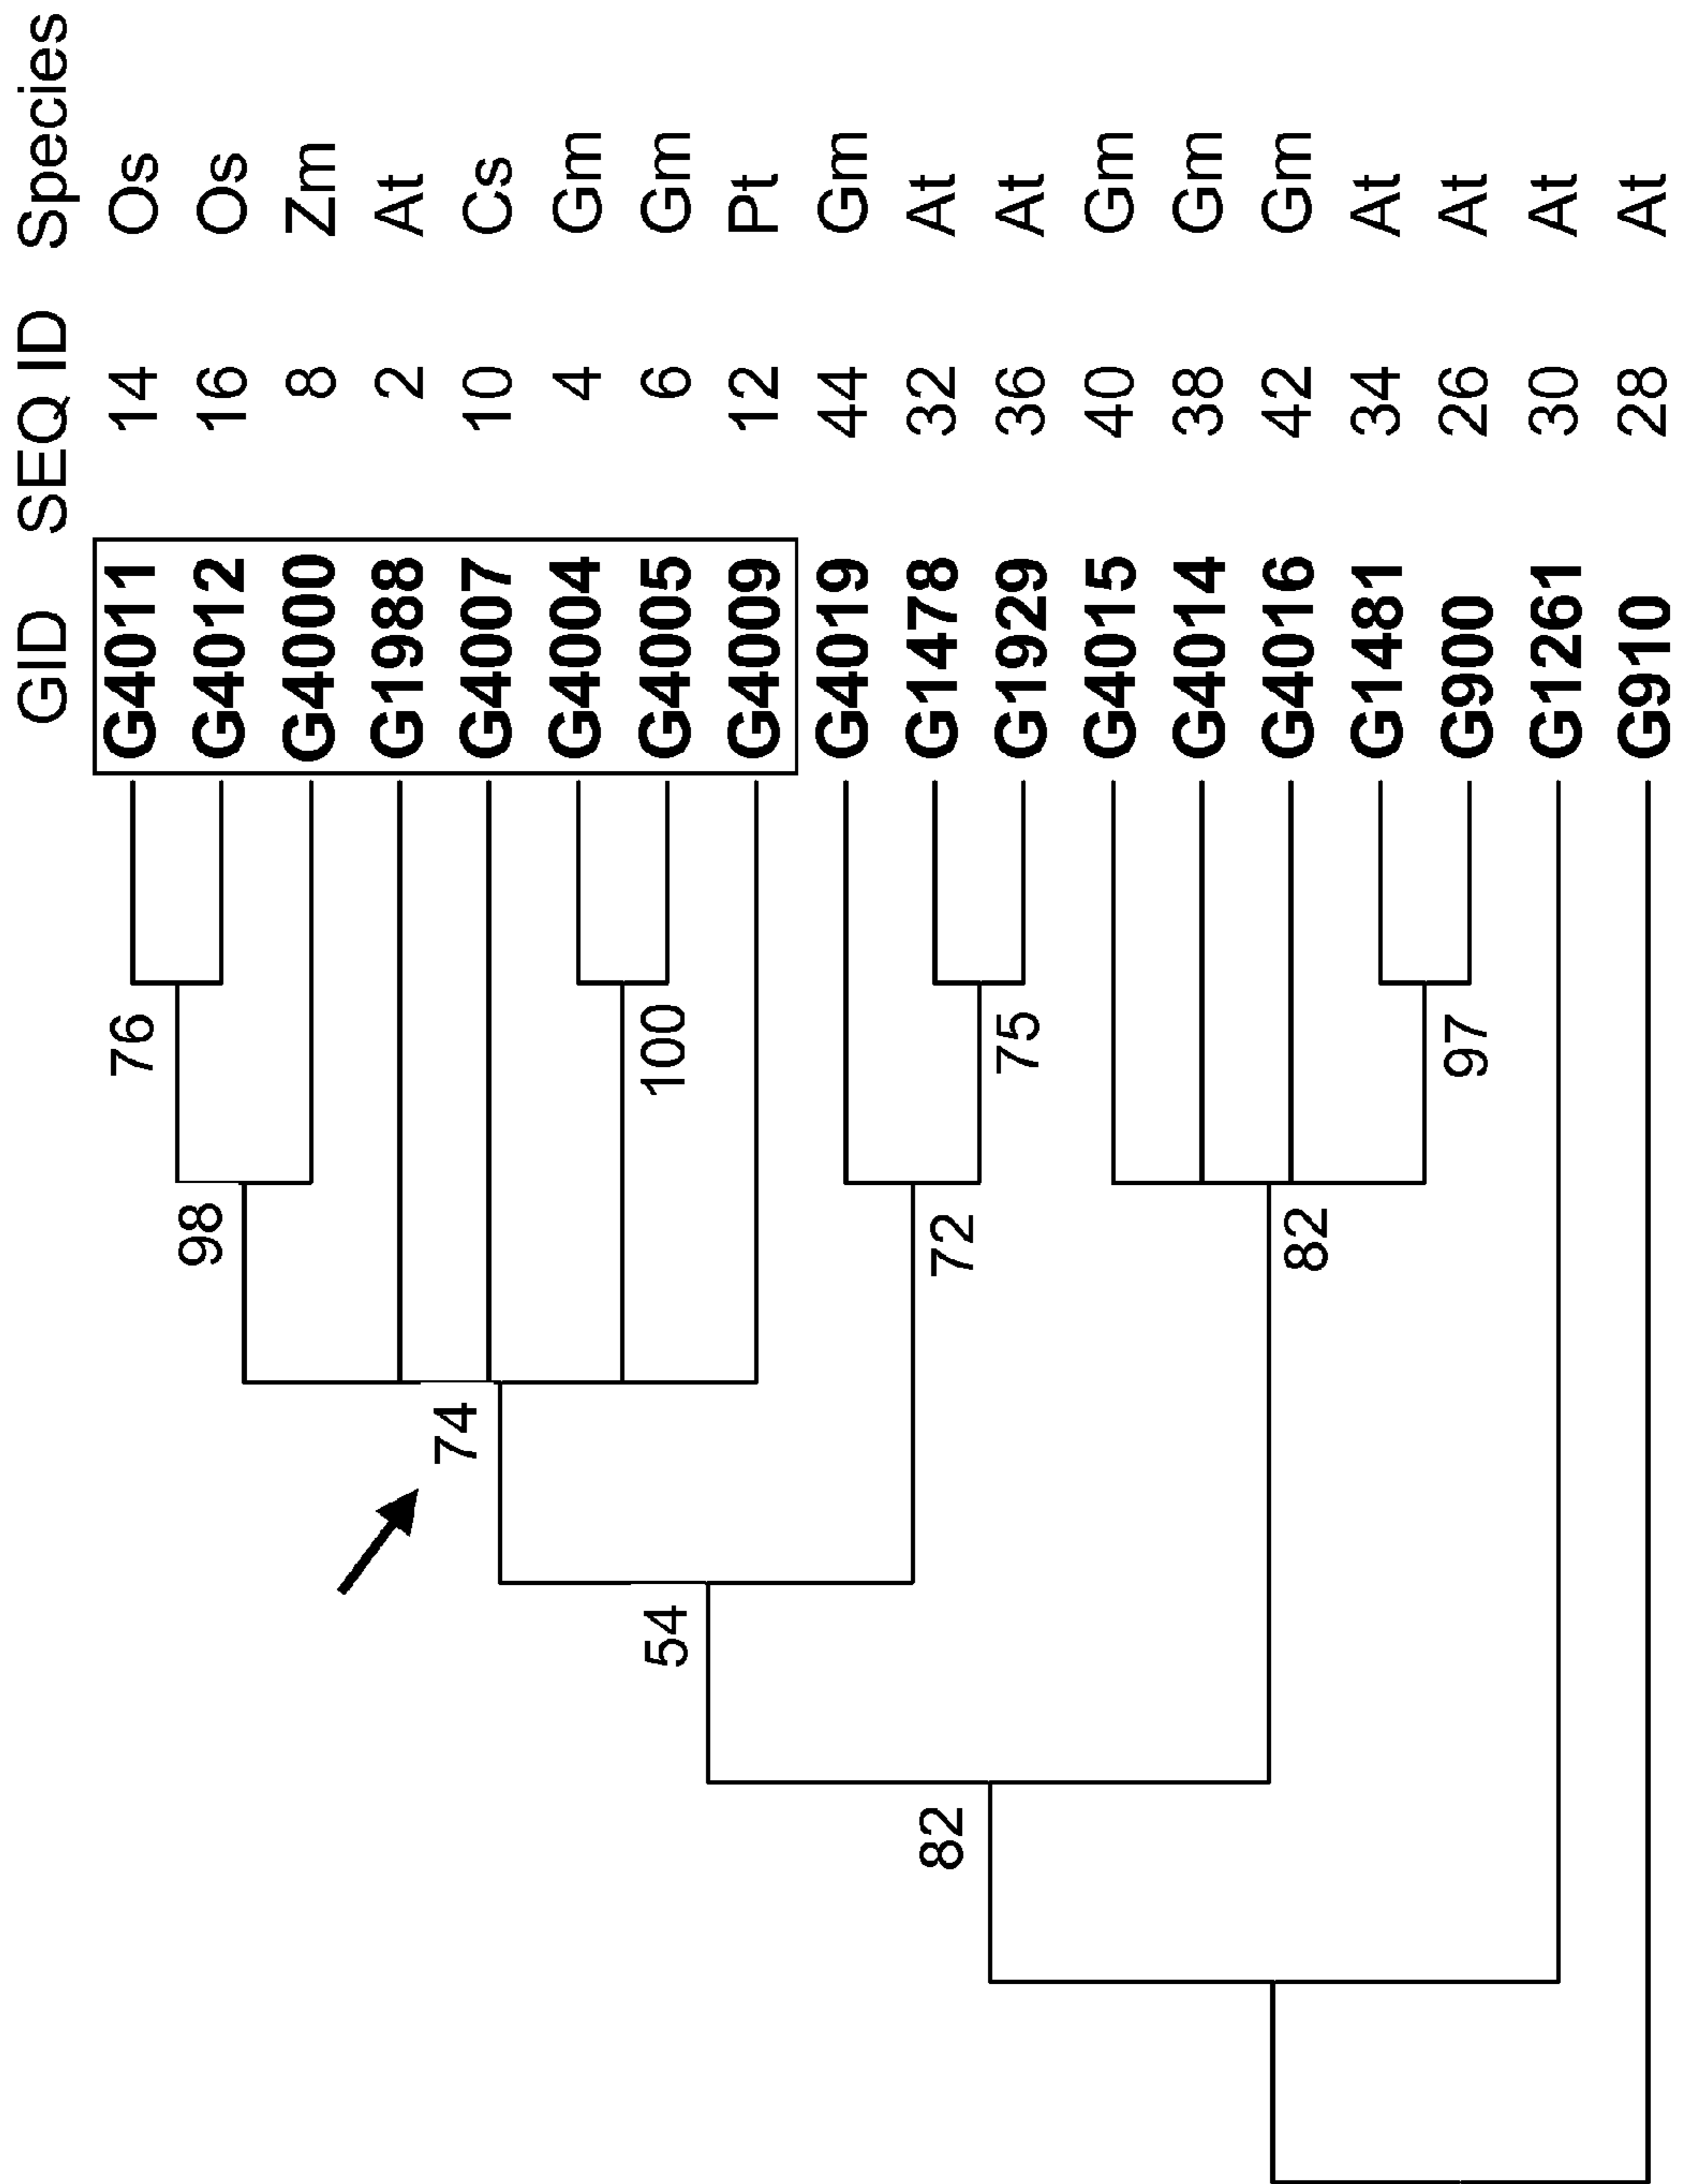 GID SEQ ID Species
G4011 14 Os
G4012 16 Os
G4000 8 Zm
G1988 2 At
G4007 10 Cs
G4004 4 Gm
G4005 6 Gm
G4009 12 Pt
G4019 44 Gm
G1478 32 At
G1929 36 At
G4015 40 Gm
G4014 38 Gm
G4016 42 Gm
G1481 34 At
G900 26 At
G1261 30 At
G910 28 At
76
98
100
74
75
72
54
97
82
82